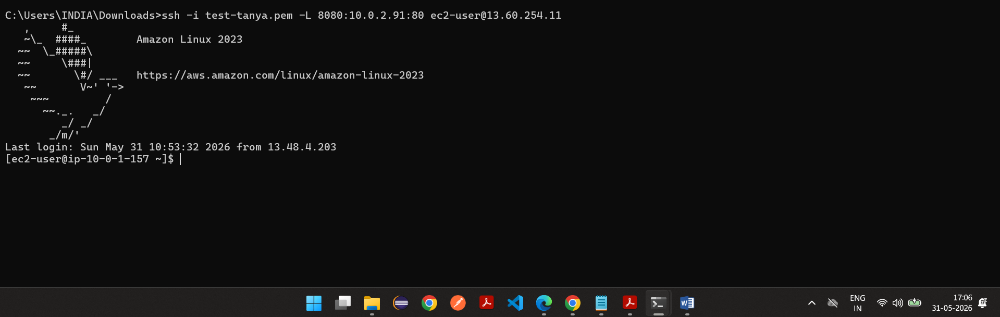 C:\Users\INDIA\Downloads>ssh -i test-tanya.pem -L 8080:10.0.2.91:80 ec2-user@13.60.254.11
   ,     #_
   ~\_  ####_        Amazon Linux 2023
  ~~  \_#####\
  ~~     \###|
  ~~       \#/ ___   https://aws.amazon.com/linux/amazon-linux-2023
   ~~       V~' '->
    ~~~         /
      ~~._.   _/
         _/ _/
       _/m/'
Last login: Sun May 31 10:53:32 2026 from 13.48.4.203
[ec2-user@ip-10-0-1-157 ~]$
ENG
IN
17:06
31-05-2026